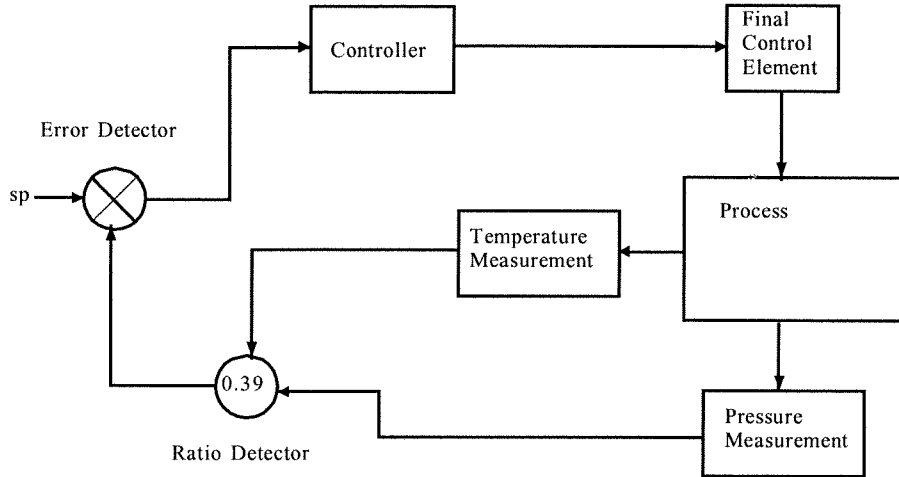 Final
Control
Element
Controller
Error Detector
sp
Process
Temperature
Measurement
0.39
Pressure
Measurement
Ratio Detector